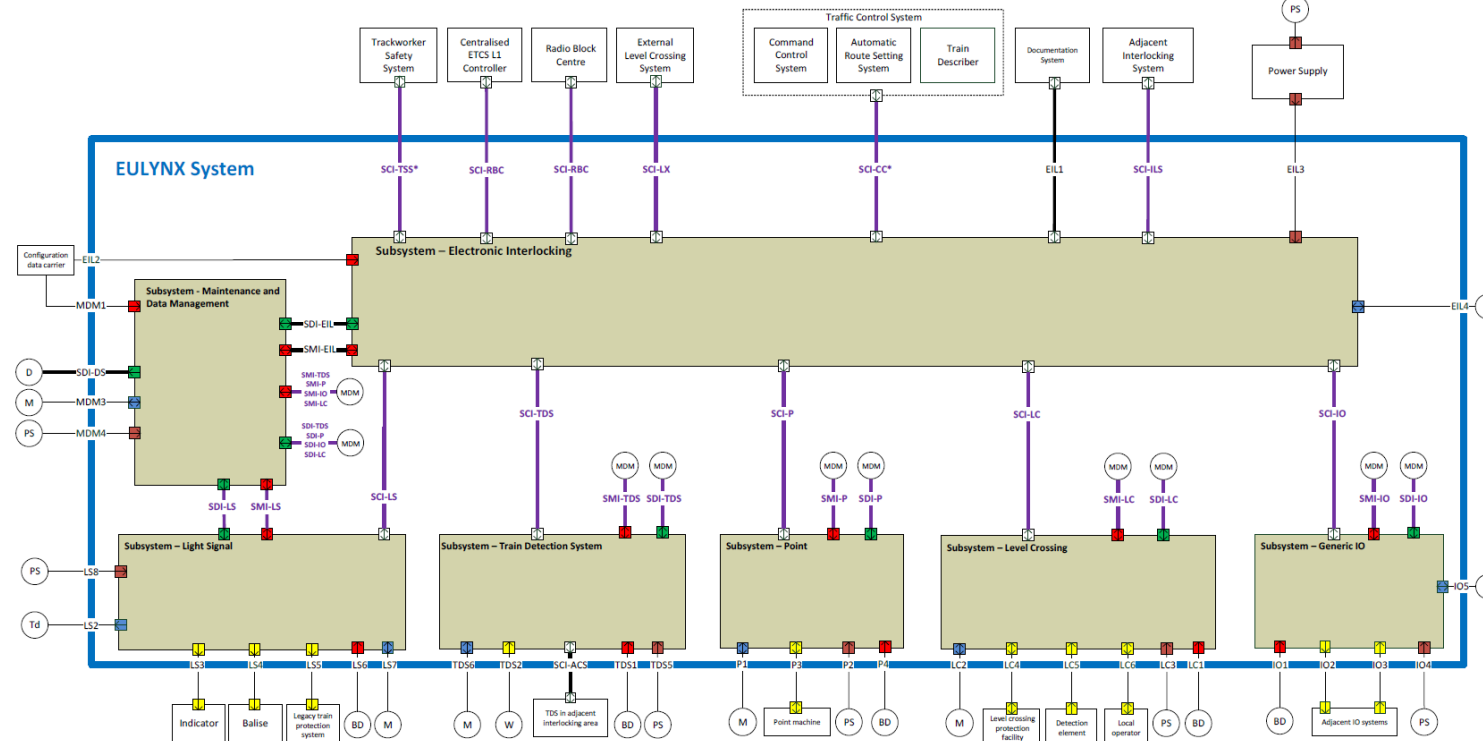 PS
Traffic Control System
Trackworker
Safety
System
Centralised
ETCS L1
Controller
Radio Block
Centre
External
Level Crossing
System
Command
Control
System
Automatic
Route Setting
System
Train
Describer
Documentation
System
Adjacent
Interlocking
System
Power Supply
EULYNX System
SCI-TSS*
SCI-RBC
SCI-RBC
SCI-LX
SCI-CC*
EIL1
SCI-ILS
EIL3
Configuration
data carrier
EIL2
Subsystem – Electronic Interlocking
MDM1
Subsystem - Maintenance and
Data Management
SDI-EIL
SMI-EIL
EIL4
D
SDI-DS
M
MDM3
PS
MDM4
SMI-TDS
SMI-P
SMI-IO
SMI-LC
MDM
SDI-TDS
SDI-P
SDI-IO
SDI-LC
MDM
SCI-TDS
SCI-P
SCI-LC
SCI-IO
MDM
MDM
MDM
MDM
MDM
MDM
MDM
MDM
SDI-LS
SMI-LS
SCI-LS
SMI-TDS
SDI-TDS
SMI-P
SDI-P
SMI-LC
SDI-LC
SMI-IO
SDI-IO
Subsystem – Light Signal
Subsystem – Train Detection System
Subsystem – Point
Subsystem – Level Crossing
Subsystem – Generic IO
PS
LS8
IO5
Td
LS2
LS3
LS4
LS5
LS6
LS7
TDS6
TDS2
SCI-ACS
TDS1
TDS5
P1
P3
P2
P4
LC2
LC4
LC5
LC6
LC3
LC1
IO1
IO2
IO3
IO4
Indicator
Balise
Legacy train
protection
system
BD
M
M
W
TDS in adjacent
interlocking area
BD
PS
M
Point machine
PS
BD
M
Level crossing
protection
facility
Detection
element
Local
operator
PS
BD
BD
Adjacent IO systems
PS